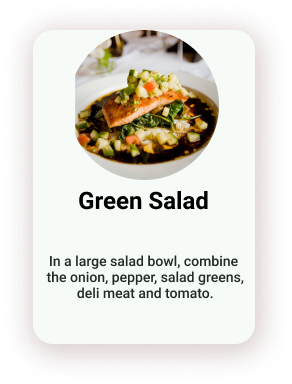 Green Salad
In a large salad bowl, combine
the onion, pepper, salad greens,
deli meat and tomato.